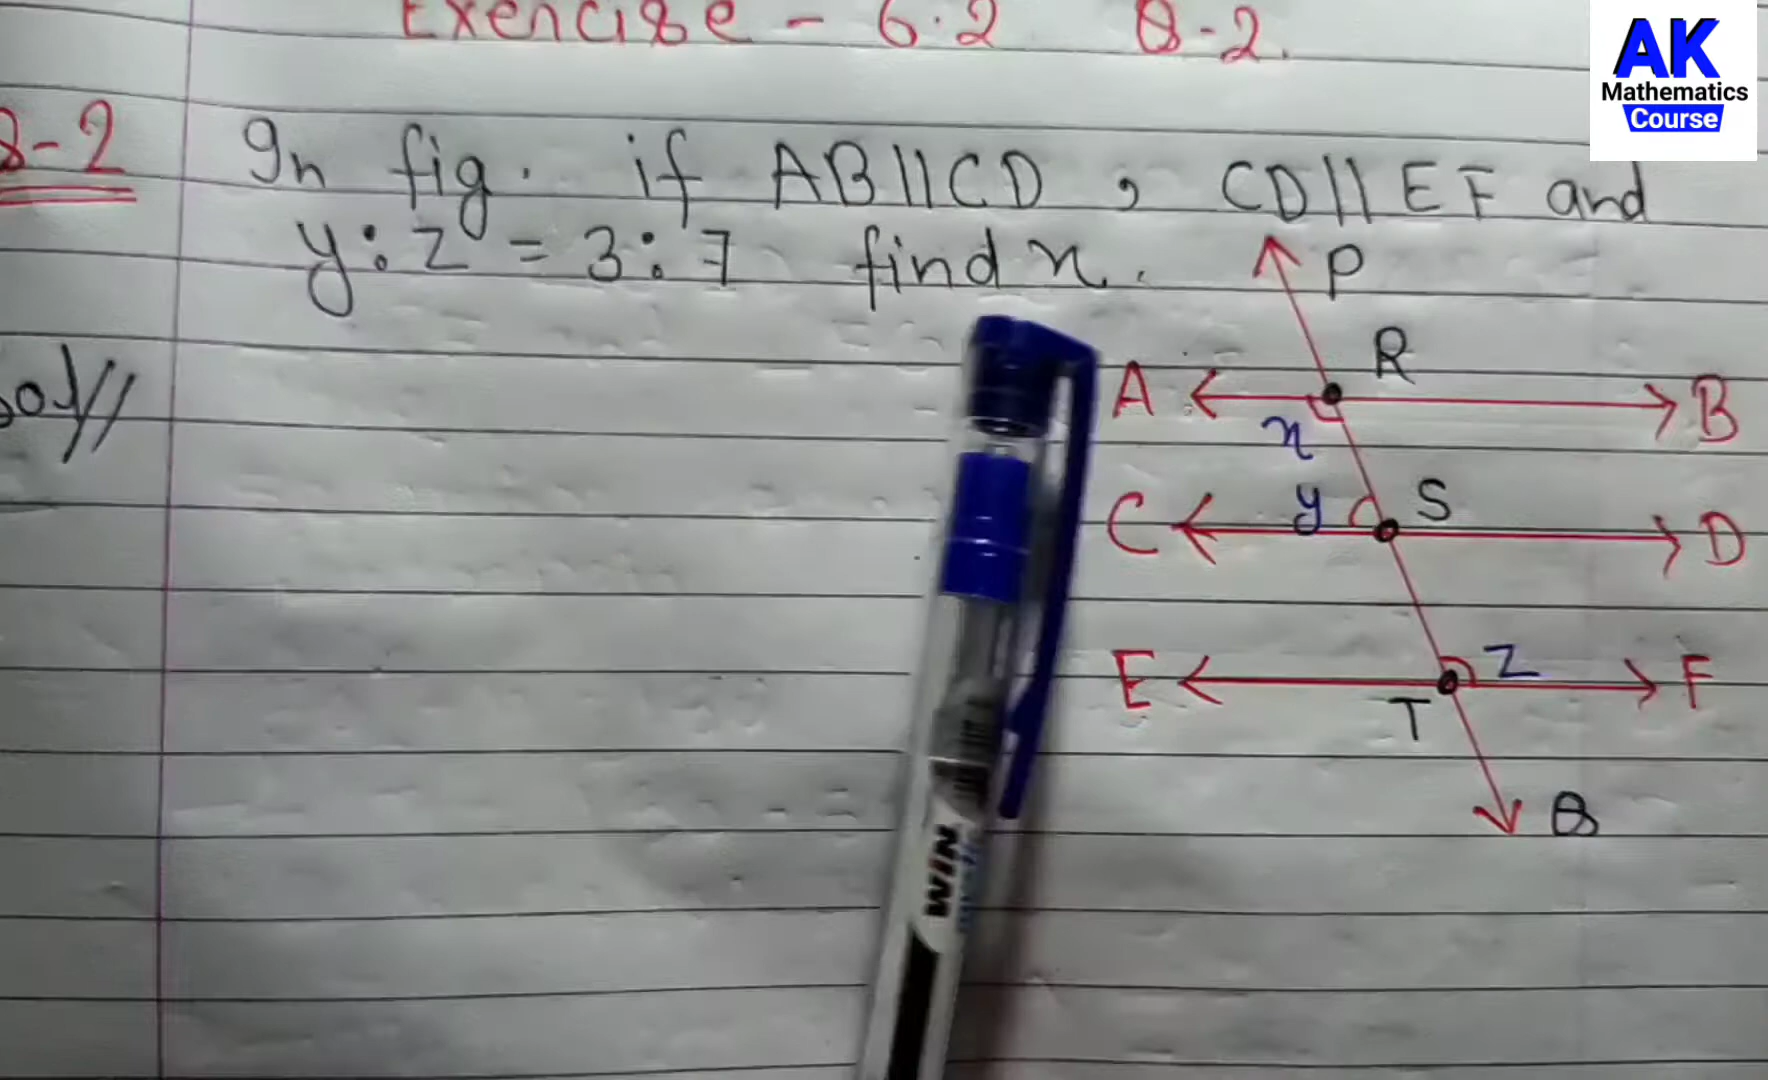 Exercise - 6.2 Q-2.
AK
Mathematics
Course
Q-2 In fig. if AB||CD, CD||EF and
y:z = 3:7 find x.
P
Sol//
R
A B
x
y S
C D
z
E F
T
Q
WIN